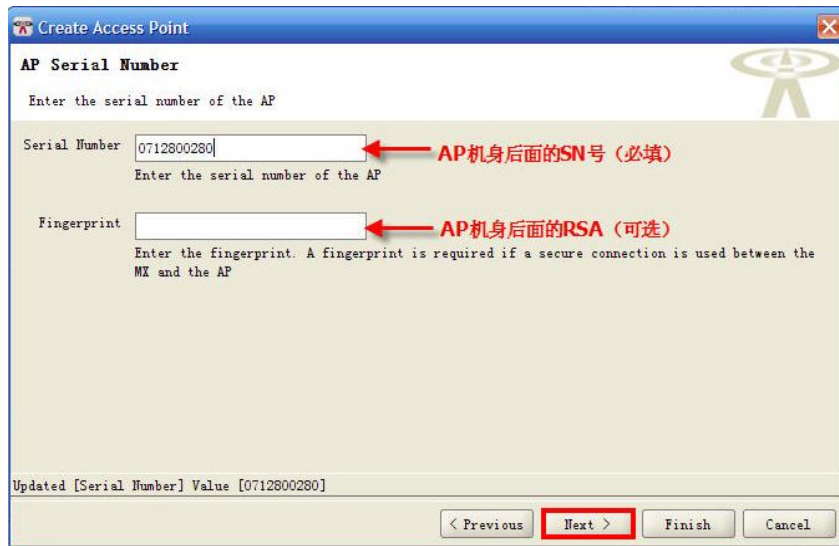 Create Access Point
AP Serial Number
Enter the serial number of the AP
Serial Number 0712800280 AP机身后面的SN号（必填）
Enter the serial number of the AP
Fingerprint AP机身后面的RSA（可选）
Enter the fingerprint. A fingerprint is required if a secure connection is used between the
MX and the AP
Updated [Serial Number] Value [0712800280]
< Previous Next > Finish Cancel